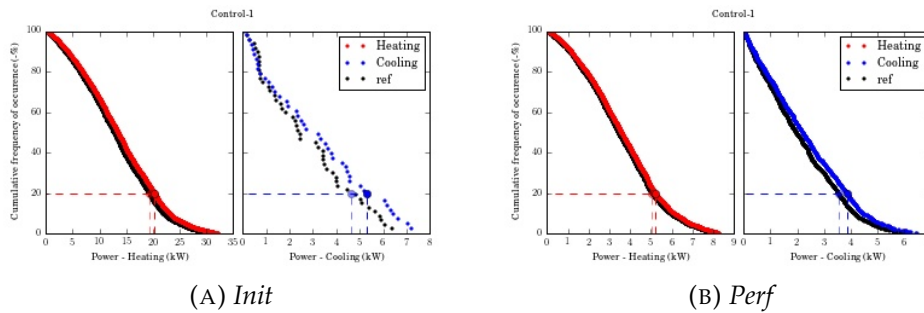 Control-1
Cumulative frequency of occurence (-%)
100
80
60
40
20
0
0 5 10 15 20 25 30 35
Power - Heating (kW)
Heating
Cooling
ref
0 1 2 3 4 5 6 7 8
Power - Cooling (kW)
(A) Init
Control-1
Cumulative frequency of occurence (-%)
100
80
60
40
20
0
0 1 2 3 4 5 6 7 8 9
Power - Heating (kW)
Heating
Cooling
ref
0 1 2 3 4 5 6
Power - Cooling (kW)
(B) Perf